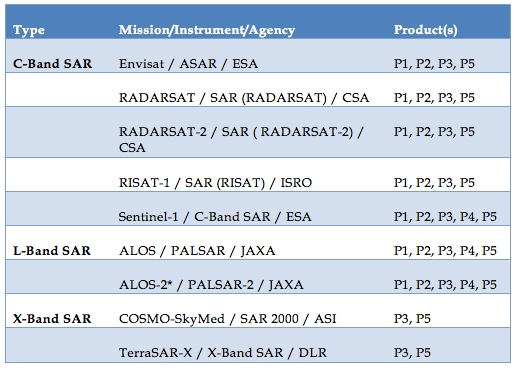 Type Mission/Instrument/Agency Product(s)
C-Band SAR Envisat / ASAR / ESA P1, P2, P3, P5
RADARSAT / SAR (RADARSAT) / CSA P1, P2, P3, P5
RADARSAT-2 / SAR ( RADARSAT-2) / P1, P2, P3, P5
CSA
RISAT-1 / SAR (RISAT) / ISRO P1, P2, P3, P5
Sentinel-1 / C-Band SAR / ESA P1, P2, P3, P4, P5
L-Band SAR ALOS / PALSAR / JAXA P1, P2, P3, P4, P5
ALOS-2* / PALSAR-2 / JAXA P1, P2, P3, P4, P5
X-Band SAR COSMO-SkyMed / SAR 2000 / ASI P3, P5
TerraSAR-X / X-Band SAR / DLR P3, P5